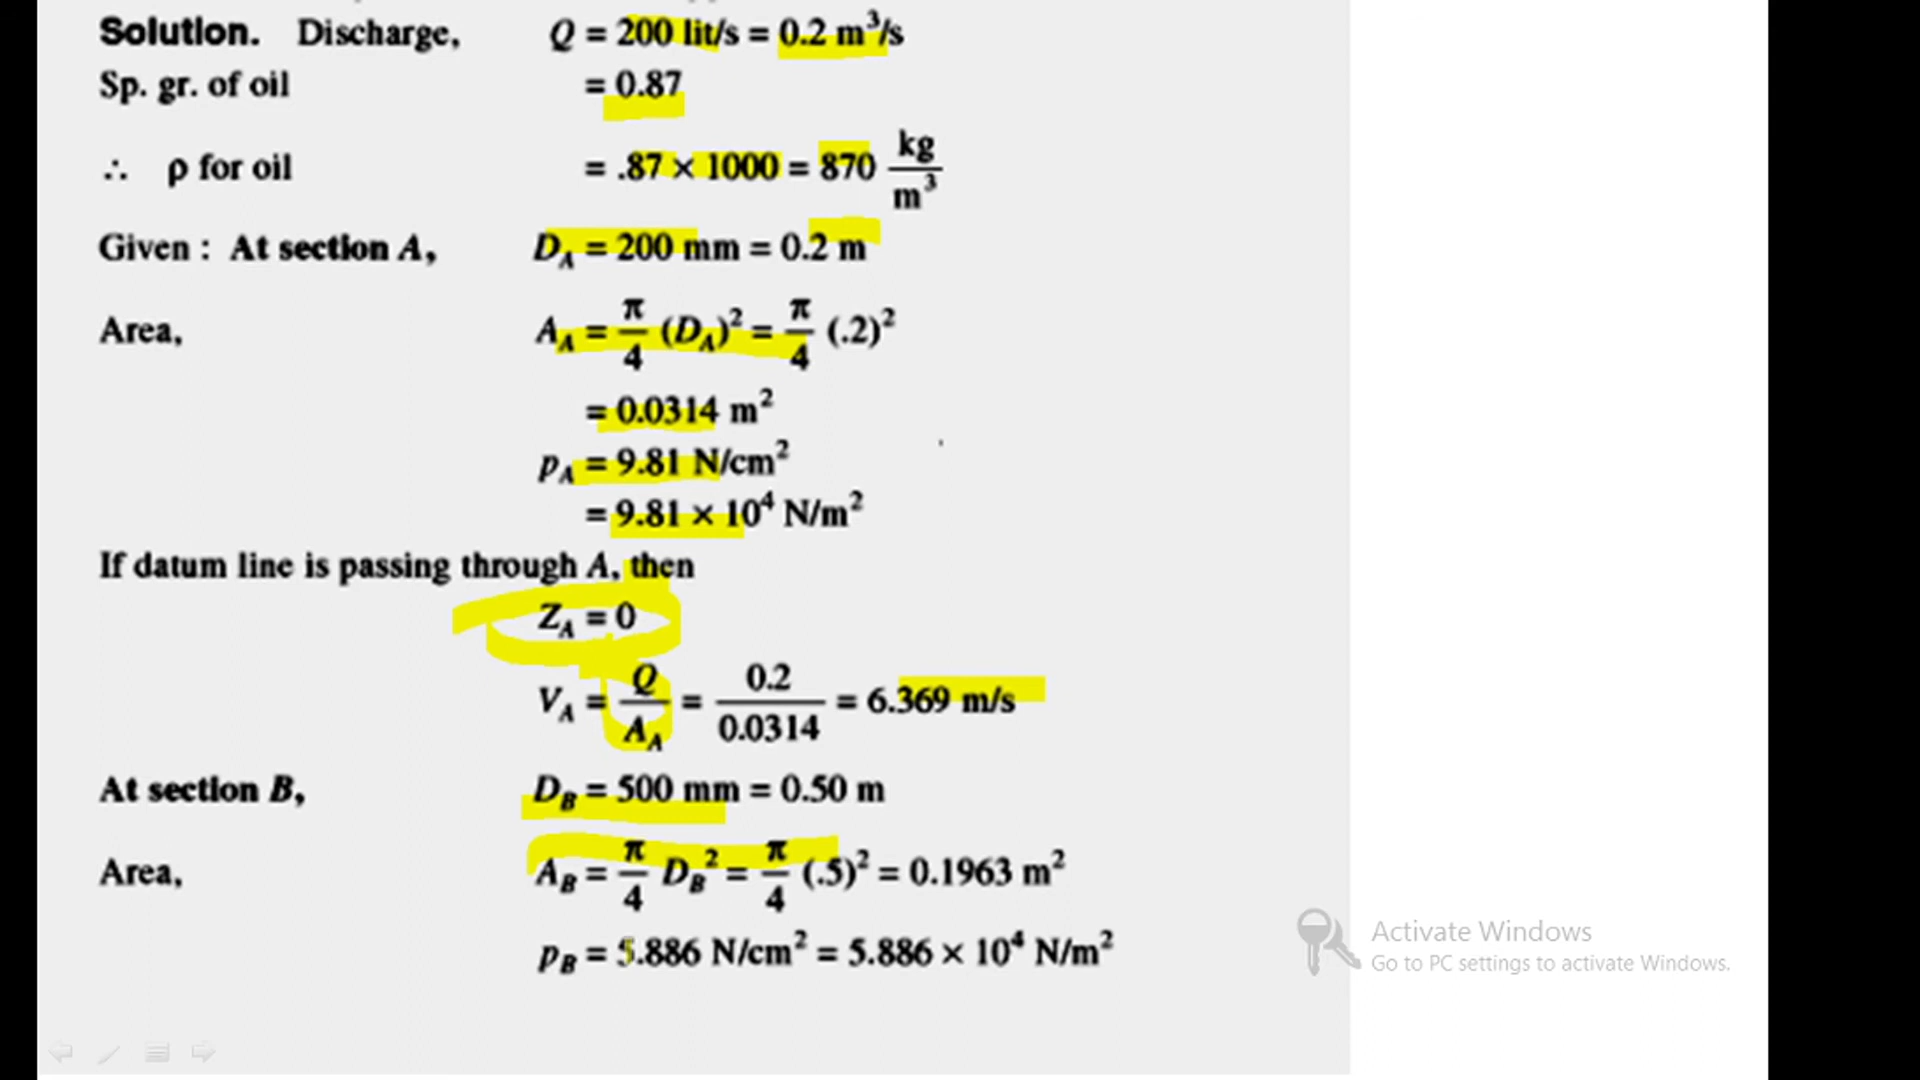 Solution. Discharge, Q = 200 lit/s = 0.2 m³/s
Sp. gr. of oil = 0.87
∴ ρ for oil = .87 × 1000 = 870 kg/m³
Given : At section A, D_A = 200 mm = 0.2 m
Area, A_A = π/4 (D_A)² = π/4 (.2)²
= 0.0314 m²
p_A = 9.81 N/cm²
= 9.81 × 10⁴ N/m²
If datum line is passing through A, then
Z_A = 0
V_A = Q/A_A = 0.2/0.0314 = 6.369 m/s
At section B, D_B = 500 mm = 0.50 m
Area, A_B = π/4 D_B² = π/4 (.5)² = 0.1963 m²
p_B = 5.886 N/cm² = 5.886 × 10⁴ N/m²
Activate Windows
Go to PC settings to activate Windows.